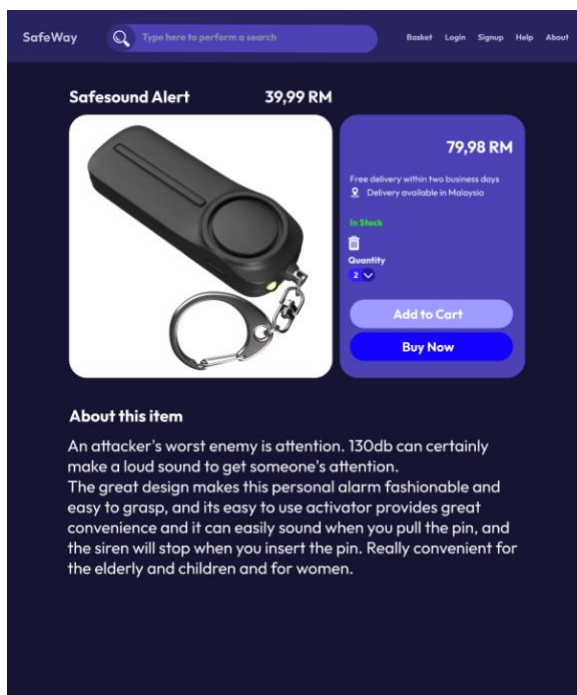 SafeWay
Type here to perform a search
Basket Login Signup Help About
Safesound Alert 39,99 RM
79,98 RM
Free delivery within two business days
Delivery available in Malaysia
In Stock
Quantity
2
Add to Cart
Buy Now
About this item
An attacker's worst enemy is attention. 130db can certainly
make a loud sound to get someone's attention.
The great design makes this personal alarm fashionable and
easy to grasp, and its easy to use activator provides great
convenience and it can easily sound when you pull the pin, and
the siren will stop when you insert the pin. Really convenient for
the elderly and children and for women.